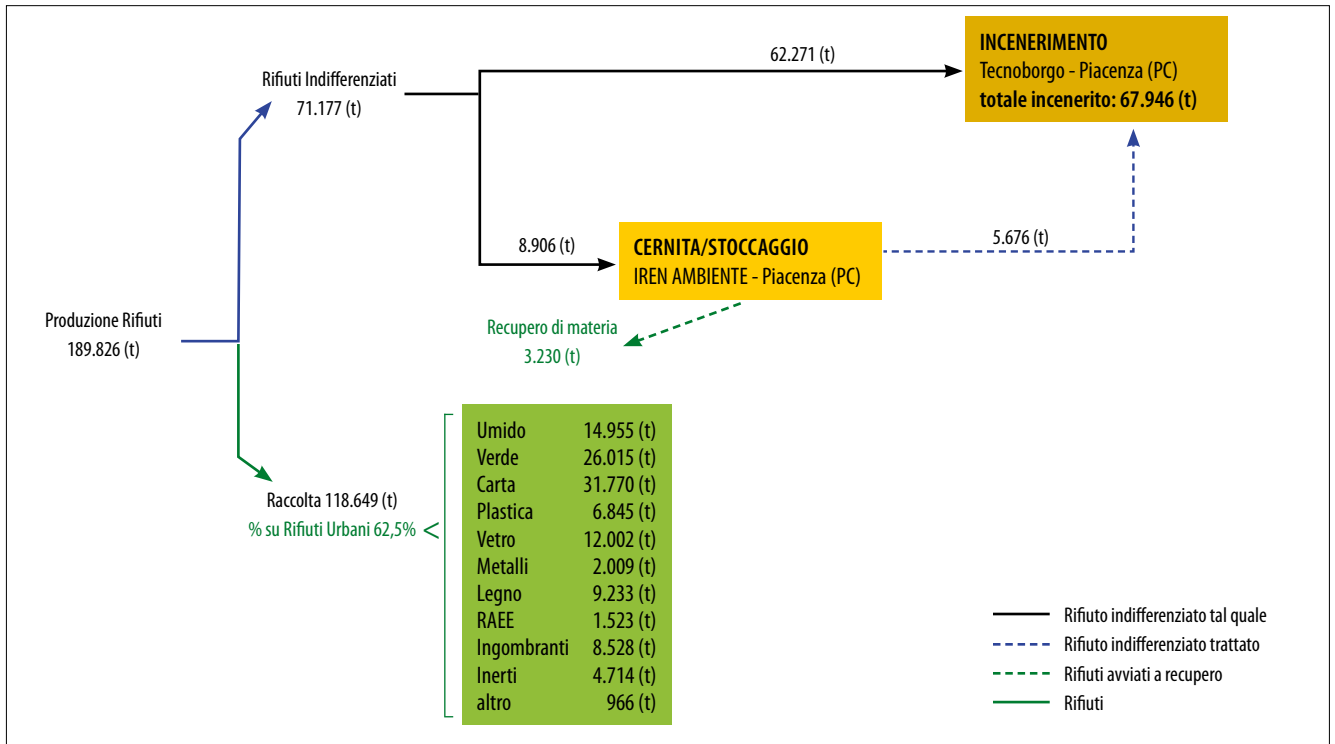 INCENERIMENTO
Tecnoborgo - Piacenza (PC)
totale incenerito: 67.946 (t)
62.271 (t)
Rifiuti Indifferenziati
71.177 (t)
8.906 (t)
CERNITA/STOCCAGGIO
IREN AMBIENTE - Piacenza (PC)
5.676 (t)
Produzione Rifiuti
189.826 (t)
Recupero di materia
3.230 (t)
Raccolta 118.649 (t)
% su Rifiuti Urbani 62,5%
Umido 14.955 (t)
Verde 26.015 (t)
Carta 31.770 (t)
Plastica 6.845 (t)
Vetro 12.002 (t)
Metalli 2.009 (t)
Legno 9.233 (t)
RAEE 1.523 (t)
Ingombranti 8.528 (t)
Inerti 4.714 (t)
altro 966 (t)
Rifiuto indifferenziato tal quale
Rifiuto indifferenziato trattato
Rifiuti avviati a recupero
Rifiuti